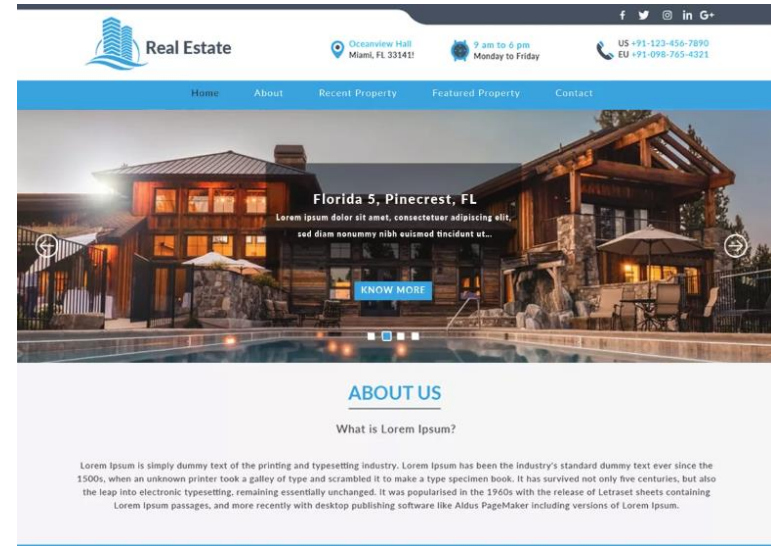 f in G+
Real Estate
Oceanview Hall
Miami, FL 33141!
9 am to 6 pm
Monday to Friday
US +91-123-456-7890
EU +91-098-765-4321
Home About Recent Property Featured Property Contact
Florida 5, Pinecrest, FL
Lorem ipsum dolor sit amet, consectetuer adipiscing elit,
sed diam nonummy nibh euismod tincidunt ut...
KNOW MORE
ABOUT US
What is Lorem Ipsum?
Lorem Ipsum is simply dummy text of the printing and typesetting industry. Lorem Ipsum has been the industry's standard dummy text ever since the
1500s, when an unknown printer took a galley of type and scrambled it to make a type specimen book. It has survived not only five centuries, but also
the leap into electronic typesetting, remaining essentially unchanged. It was popularised in the 1960s with the release of Letraset sheets containing
Lorem Ipsum passages, and more recently with desktop publishing software like Aldus PageMaker including versions of Lorem Ipsum.